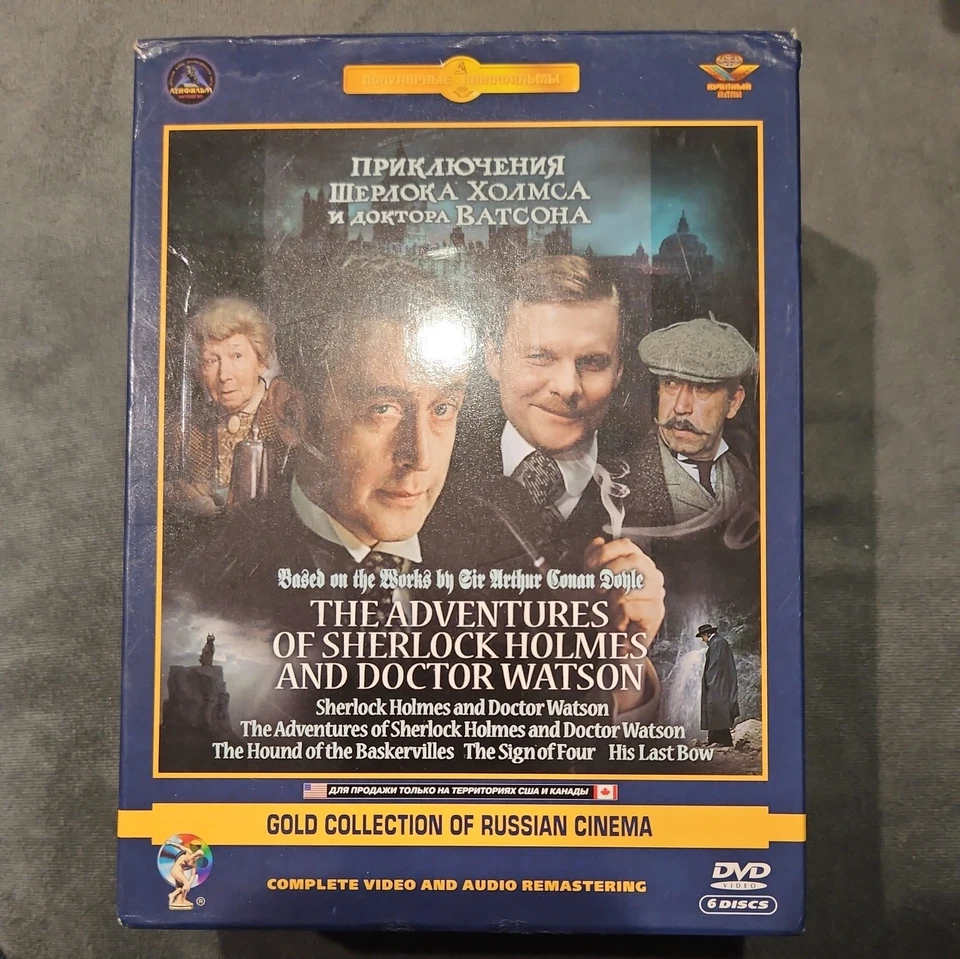 ЛЕНФИЛЬМ
ПОПУЛЯРНЫЕ КИНОФИЛЬМЫ
КРУПНЫЙ
ПЛАН
ПРИКЛЮЧЕНИЯ
ШЕРЛОКА ХОЛМСА
И ДОКТОРА ВАТСОНА
Based on the Works by Sir Arthur Conan Doyle
THE ADVENTURES
OF SHERLOCK HOLMES
AND DOCTOR WATSON
Sherlock Holmes and Doctor Watson
The Adventures of Sherlock Holmes and Doctor Watson
The Hound of the Baskervilles The Sign of Four His Last Bow
ДЛЯ ПРОДАЖИ ТОЛЬКО НА ТЕРРИТОРИЯХ США И КАНАДЫ
GOLD COLLECTION OF RUSSIAN CINEMA
®
COMPLETE VIDEO AND AUDIO REMASTERING
DVD
VIDEO
6 DISCS